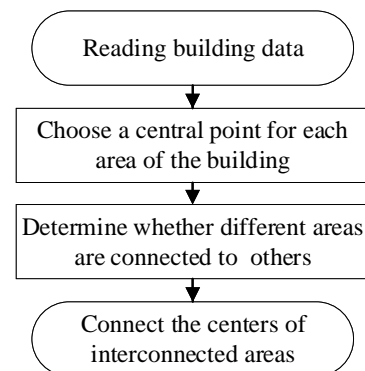 Reading building data
Choose a central point for each
area of the building
Determine whether different areas
are connected to others
Connect the centers of
interconnected areas